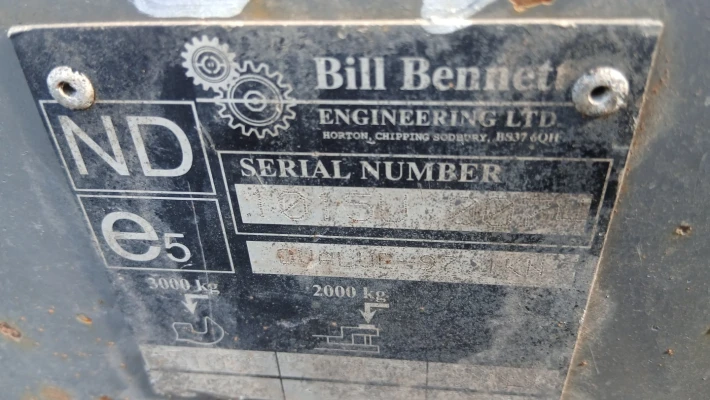 Bill Bennett
ENGINEERING LTD
HORTON, CHIPPING SODBURY, BS37 6QH
ND
SERIAL NUMBER
e5
3000 kg
2000 kg